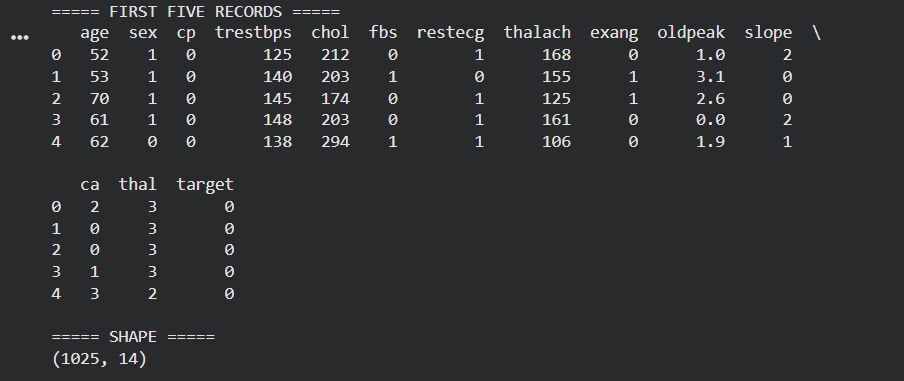 ===== FIRST FIVE RECORDS =====
... age sex cp trestbps chol fbs restecg thalach exang oldpeak slope \
0 52 1 0 125 212 0 1 168 0 1.0 2
1 53 1 0 140 203 1 0 155 1 3.1 0
2 70 1 0 145 174 0 1 125 1 2.6 0
3 61 1 0 148 203 0 1 161 0 0.0 2
4 62 0 0 138 294 1 1 106 0 1.9 1
ca thal target
0 2 3 0
1 0 3 0
2 0 3 0
3 1 3 0
4 3 2 0
===== SHAPE =====
(1025, 14)